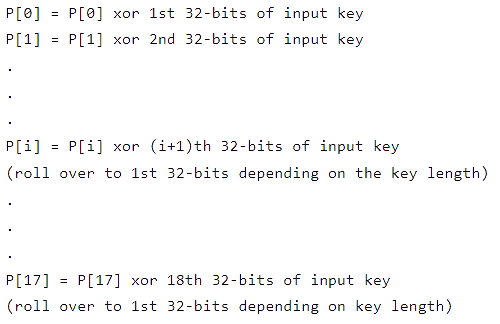 P[0] = P[0] xor 1st 32-bits of input key
P[1] = P[1] xor 2nd 32-bits of input key
.
.
.
P[i] = P[i] xor (i+1)th 32-bits of input key
(roll over to 1st 32-bits depending on the key length)
.
.
.
P[17] = P[17] xor 18th 32-bits of input key
(roll over to 1st 32-bits depending on key length)